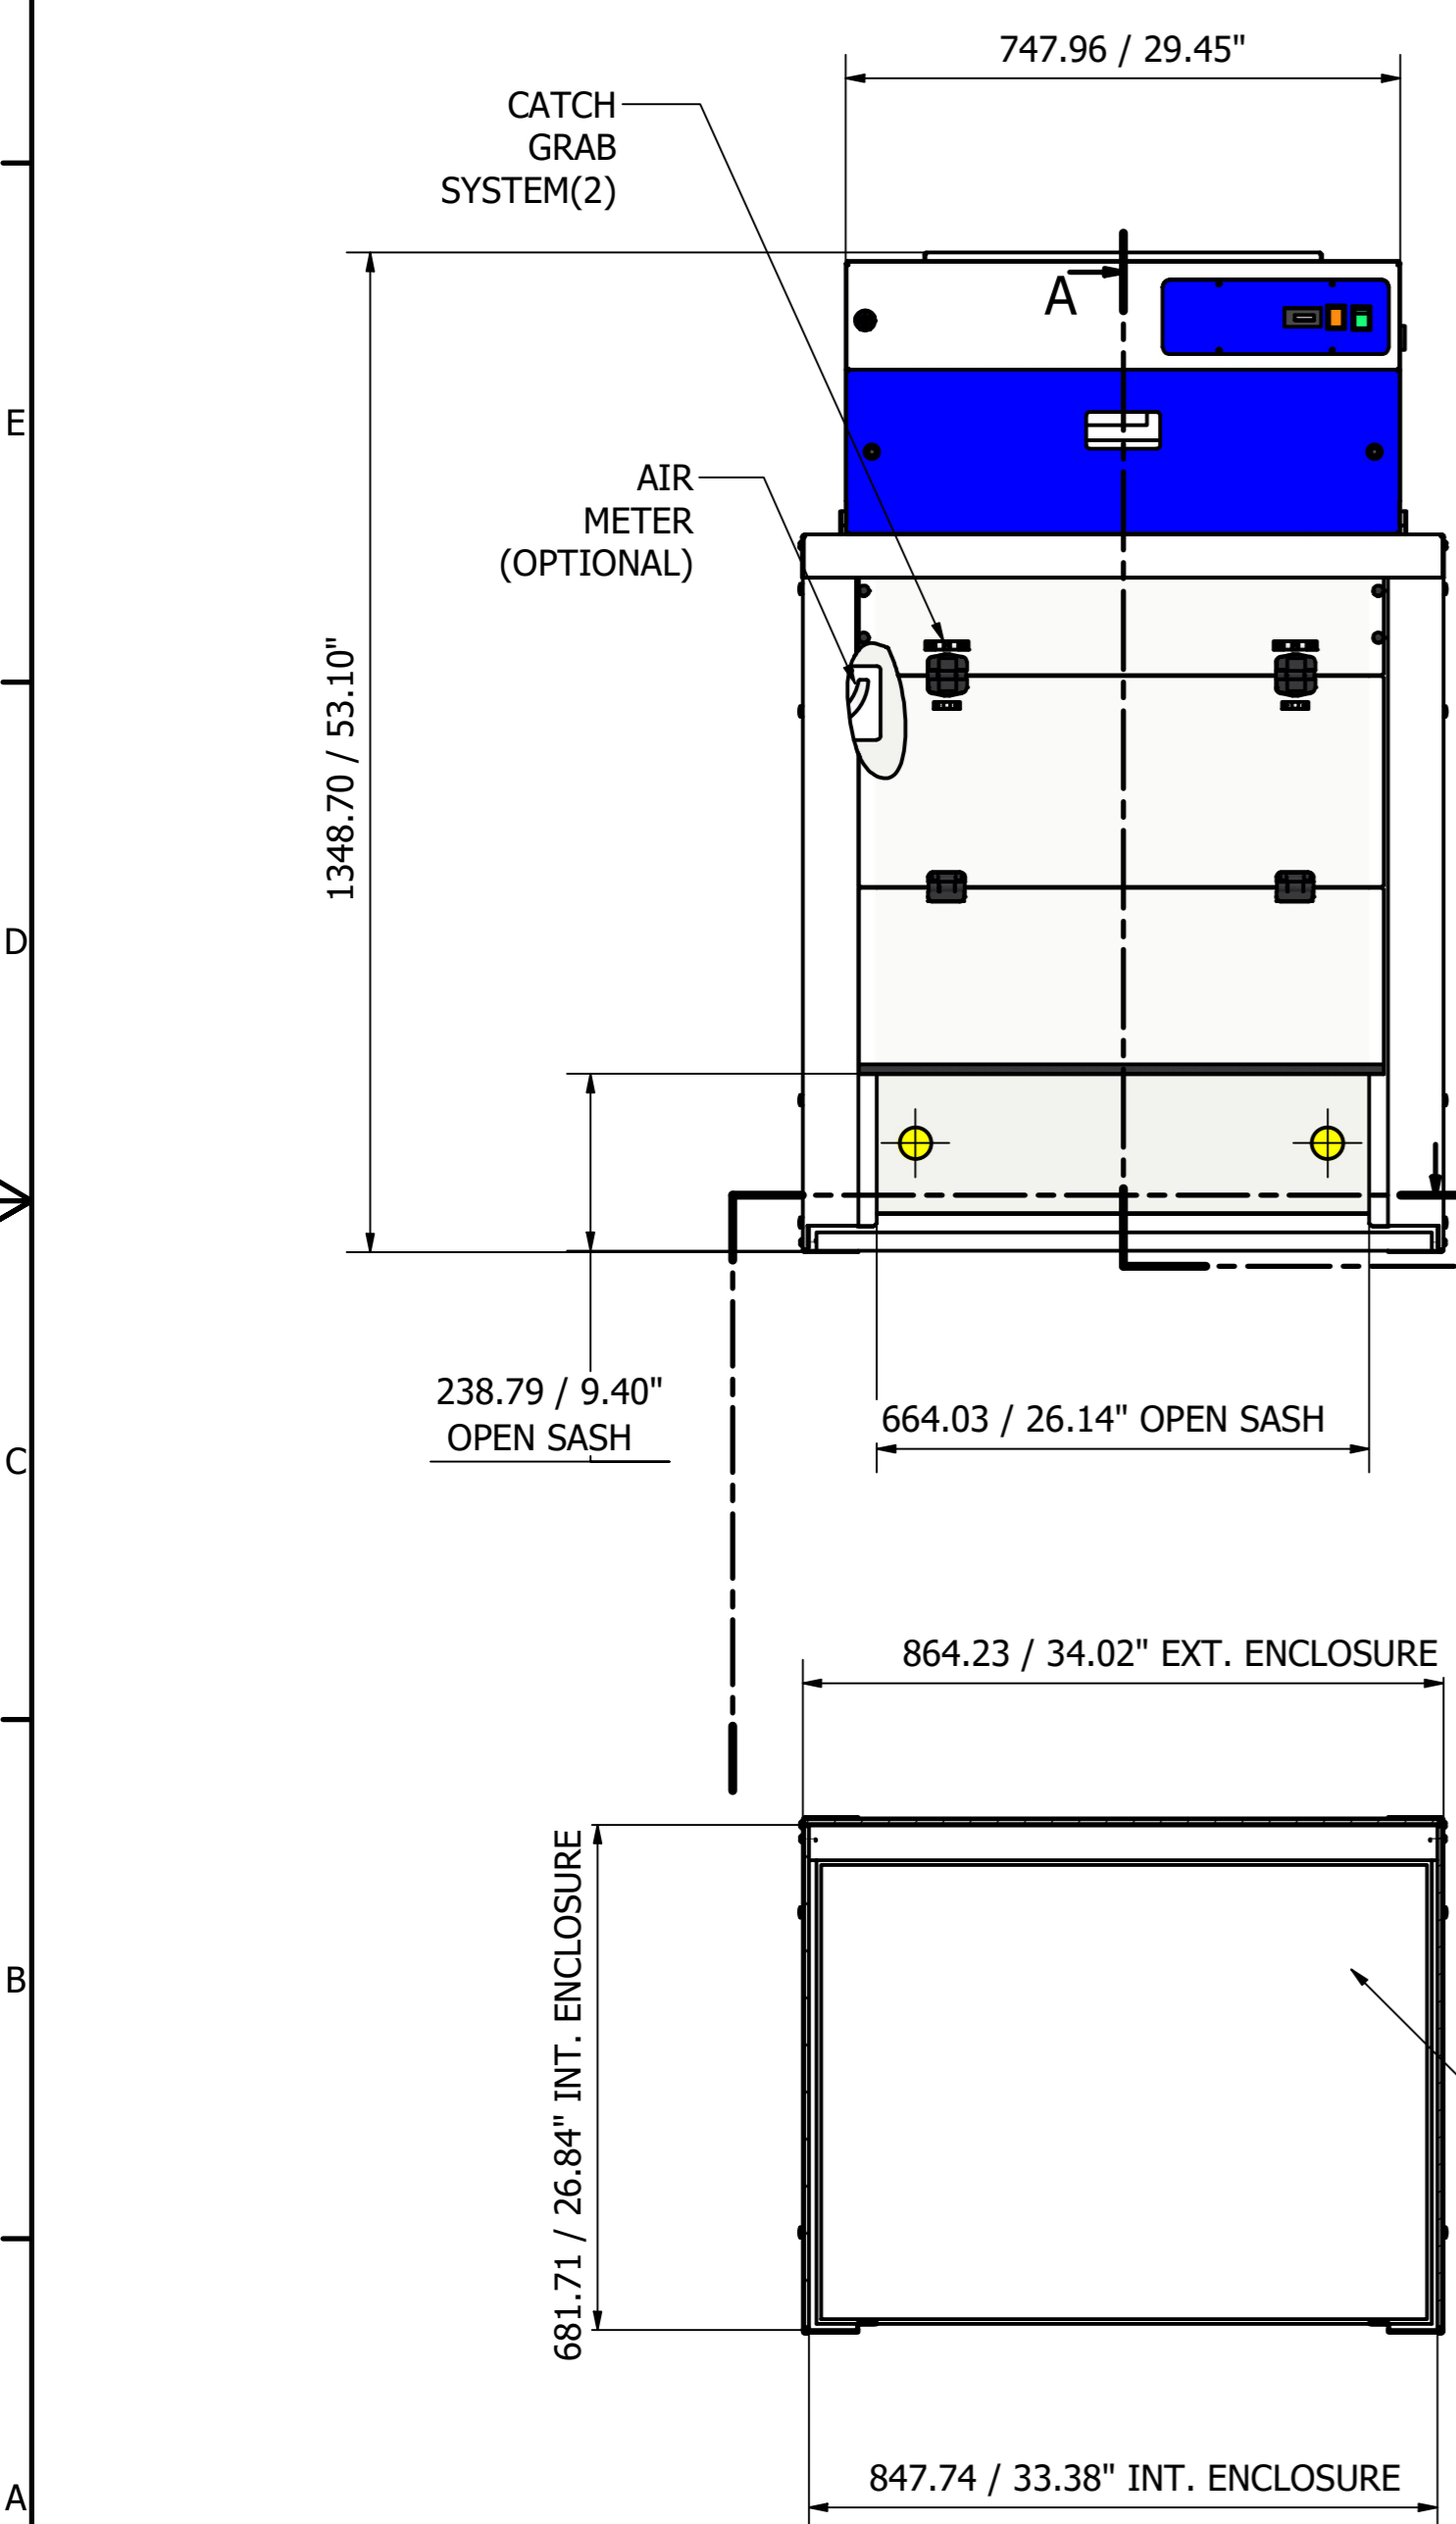 747.96 / 29.45"
CATCH
GRAB
SYSTEM(2)
A
E
AIR
METER
(OPTIONAL)
1348.70 / 53.10"
D
238.79 / 9.40"
OPEN SASH
664.03 / 26.14" OPEN SASH
C
864.23 / 34.02" EXT. ENCLOSURE
681.71 / 26.84" INT. ENCLOSURE
B
847.74 / 33.38" INT. ENCLOSURE
A